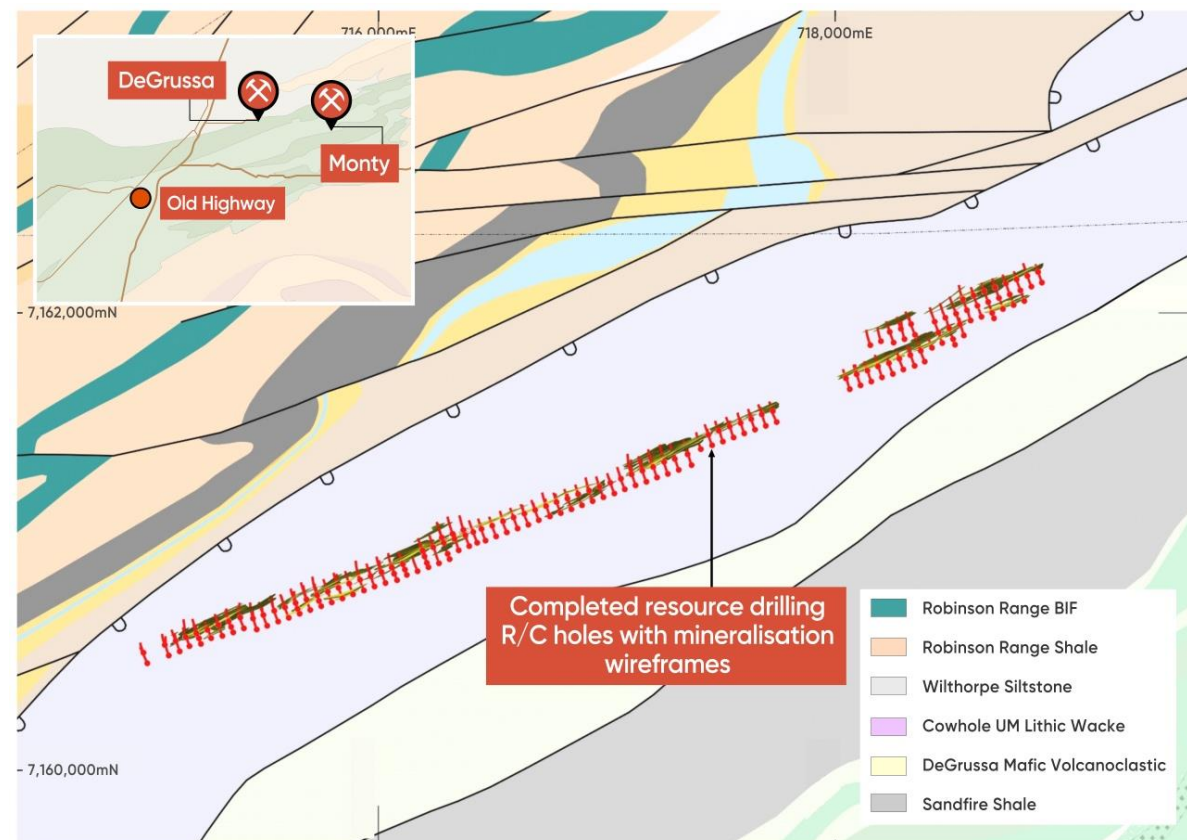 716,000mE
718,000mE
DeGrussa
Monty
Old Highway
- 7,162,000mN
Completed resource drilling
R/C holes with mineralisation
wireframes
- 7,160,000mN
Robinson Range BIF
Robinson Range Shale
Wilthorpe Siltstone
Cowhole UM Lithic Wacke
DeGrussa Mafic Volcanoclastic
Sandfire Shale